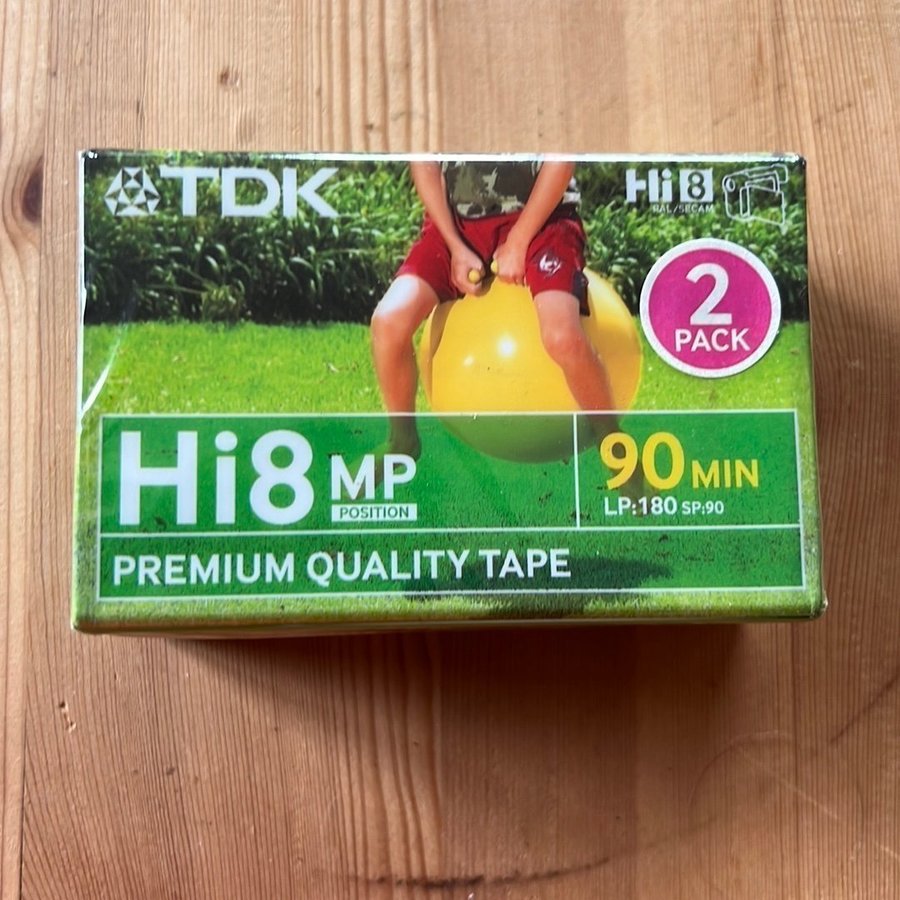 TDK
Hi8
PAL/SECAM
2
PACK
Hi8 MP
POSITION
90 MIN
LP:180 SP:90
PREMIUM QUALITY TAPE